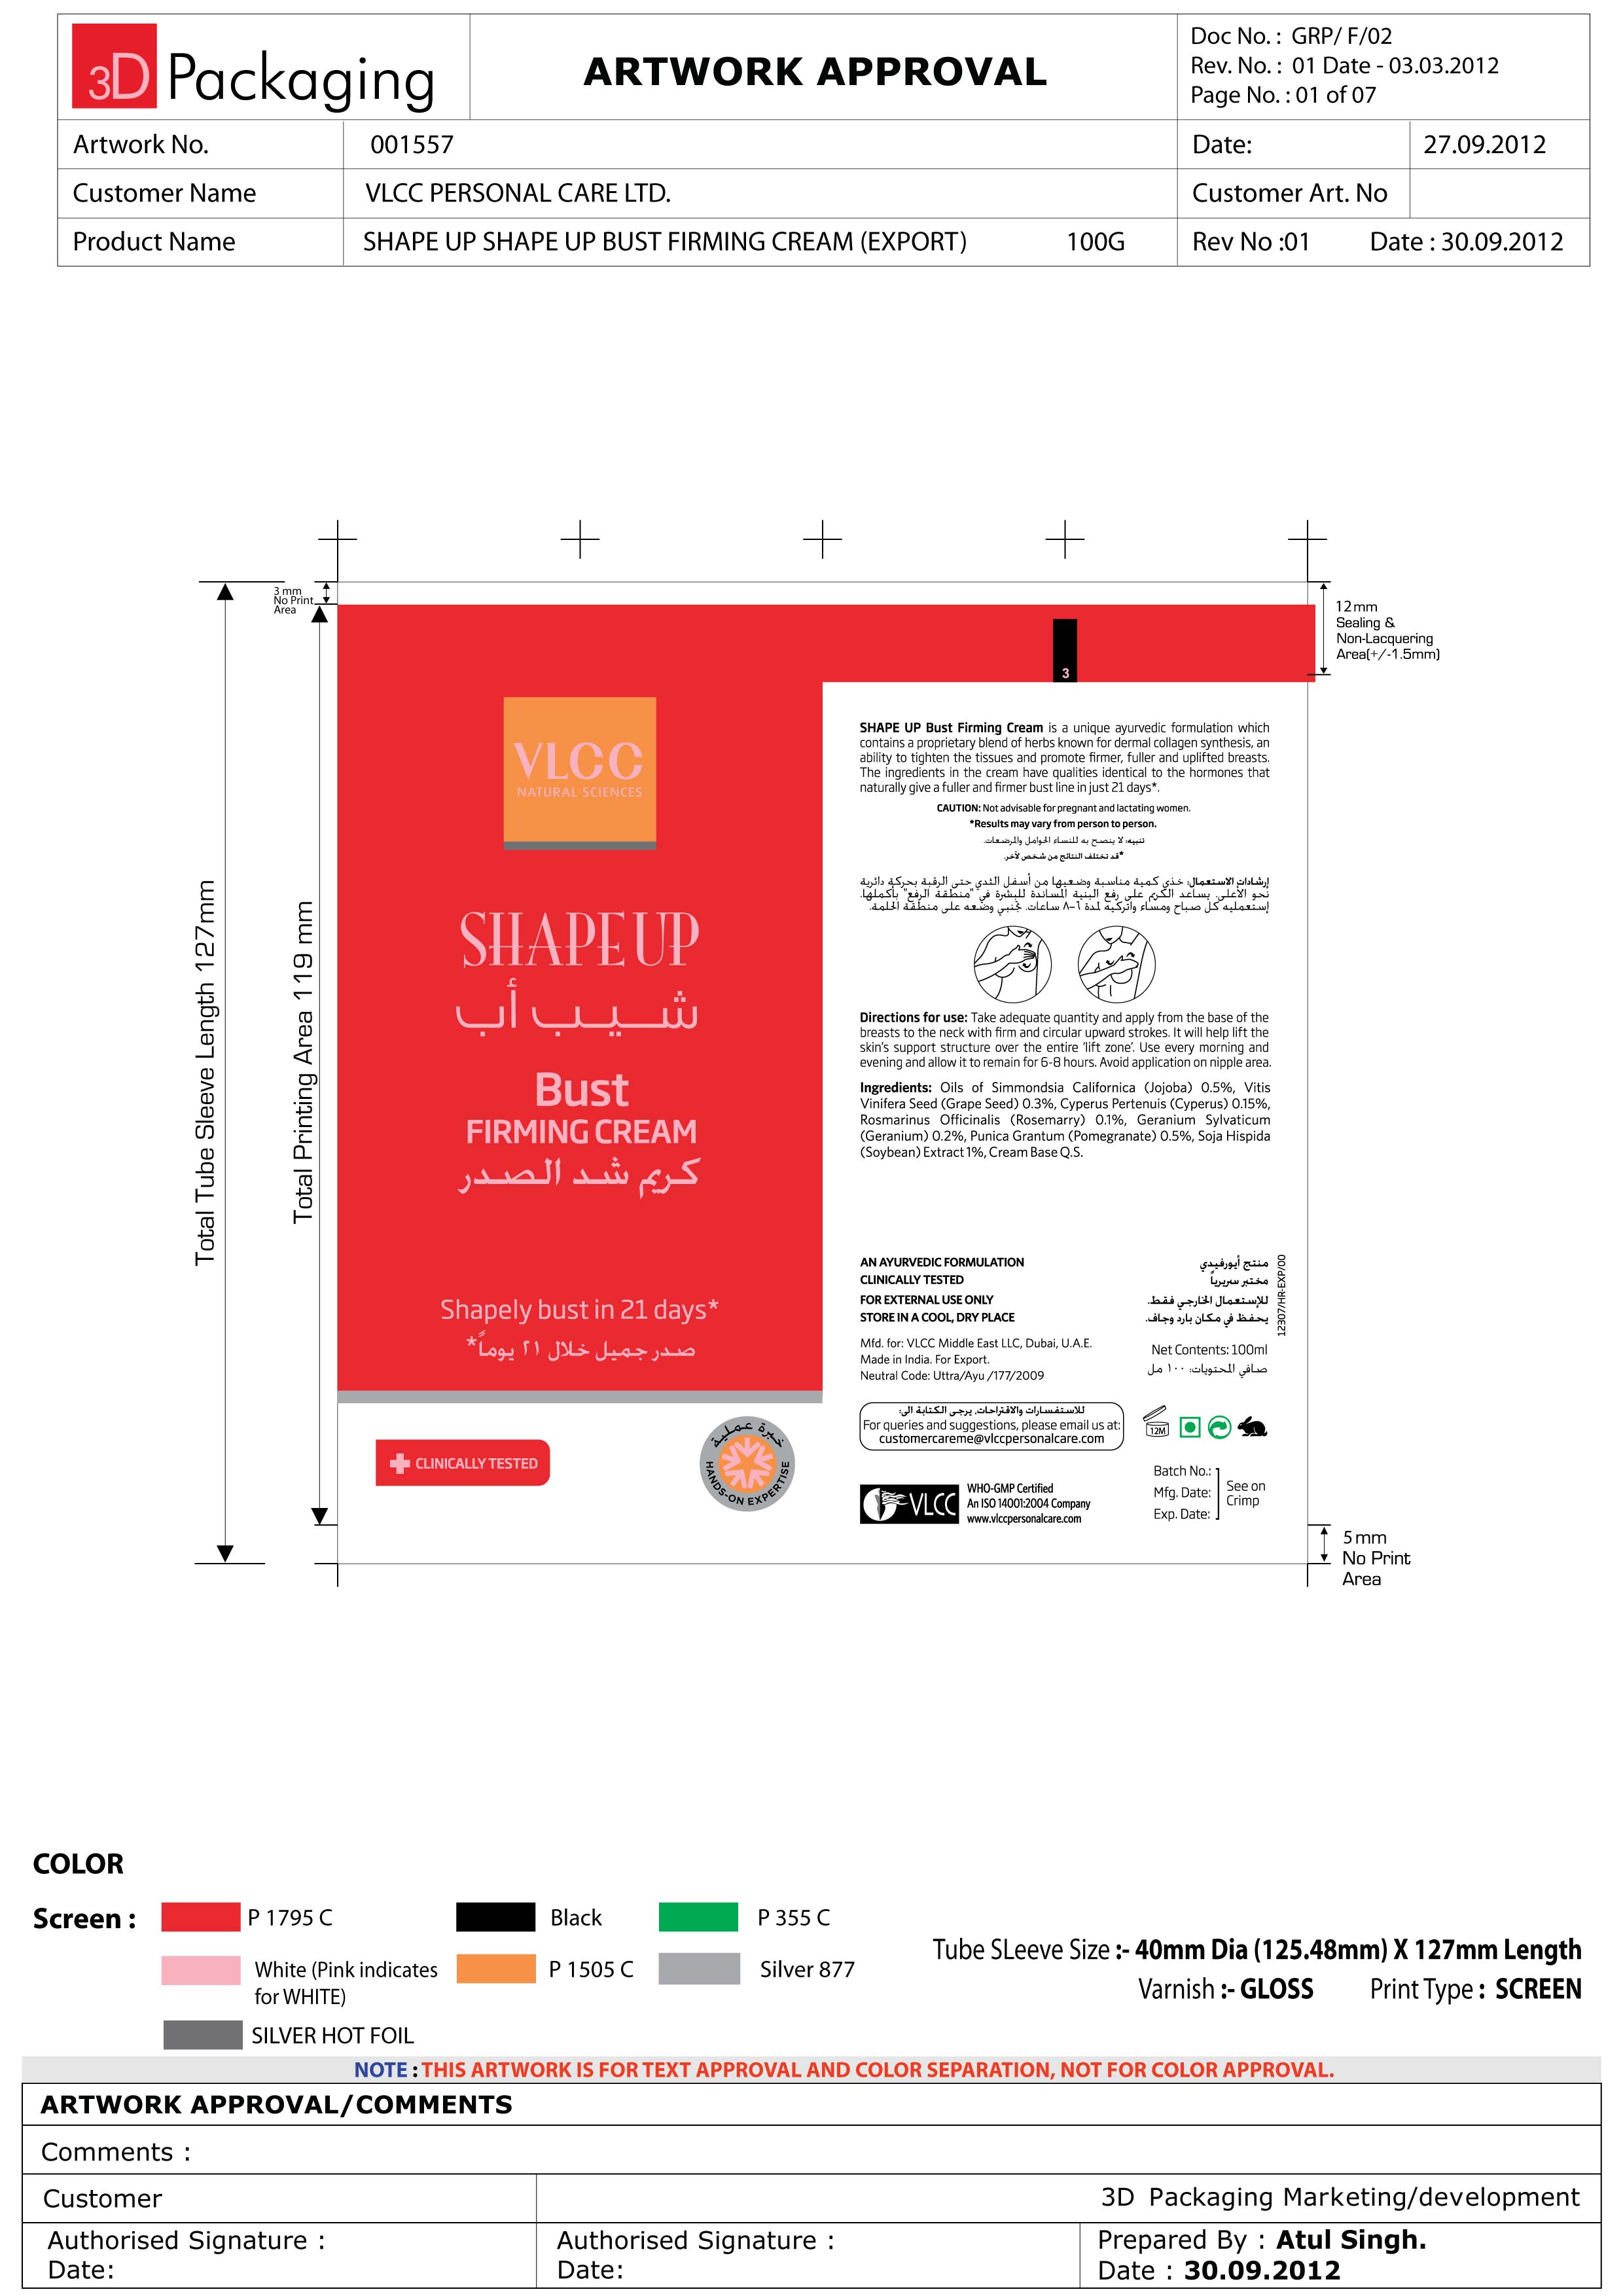 3D Packaging
ARTWORK APPROVAL
Doc No. : GRP/ F/02
Rev. No. : 01 Date - 03.03.2012
Page No. : 01 of 07
Artwork No. 001557 Date: 27.09.2012
Customer Name VLCC PERSONAL CARE LTD. Customer Art. No
Product Name SHAPE UP SHAPE UP BUST FIRMING CREAM (EXPORT) 100G Rev No :01 Date : 30.09.2012
3 mm
No Print
Area
12mm
Sealing &
Non-Lacquering
Area(+/-1.5mm)
Total Tube Sleeve Length 127mm
Total Printing Area 119 mm
3
VLCC
NATURAL SCIENCES
SHAPE UP
شيب أب
Bust
FIRMING CREAM
كريم شد الصدر
Shapely bust in 21 days*
صدر جميل خلال ٢١ يوماً*
CLINICALLY TESTED
خبرة عملية
HANDS-ON EXPERTISE
SHAPE UP Bust Firming Cream is a unique ayurvedic formulation which
contains a proprietary blend of herbs known for dermal collagen synthesis, an
ability to tighten the tissues and promote firmer, fuller and uplifted breasts.
The ingredients in the cream have qualities identical to the hormones that
naturally give a fuller and firmer bust line in just 21 days*.
CAUTION: Not advisable for pregnant and lactating women.
*Results may vary from person to person.
تنبيه: لا ينصح به للنساء الحوامل والمرضعات.
*قد تختلف النتائج من شخص لآخر.
إرشادات الاستعمال: خذي كمية مناسبة وضعيها من أسفل الثدي حتى الرقبة بحركة دائرية
نحو الأعلى. يساعد الكريم على رفع البنية المساندة للبشرة في "منطقة الرفع" بأكملها.
إستعمليه كل صباح ومساء واتركيه لمدة ٦-٨ ساعات. تجنبي وضعه على منطقة الحلمة.
Directions for use: Take adequate quantity and apply from the base of the
breasts to the neck with firm and circular upward strokes. It will help lift the
skin's support structure over the entire 'lift zone'. Use every morning and
evening and allow it to remain for 6-8 hours. Avoid application on nipple area.
Ingredients: Oils of Simmondsia Californica (Jojoba) 0.5%, Vitis
Vinifera Seed (Grape Seed) 0.3%, Cyperus Pertenuis (Cyperus) 0.15%,
Rosmarinus Officinalis (Rosemarry) 0.1%, Geranium Sylvaticum
(Geranium) 0.2%, Punica Grantum (Pomegranate) 0.5%, Soja Hispida
(Soybean) Extract 1%, Cream Base Q.S.
AN AYURVEDIC FORMULATION
CLINICALLY TESTED
FOR EXTERNAL USE ONLY
STORE IN A COOL, DRY PLACE
منتج أيورفيدي
مختبر سريرياً
للإستعمال الخارجي فقط.
يحفظ في مكان بارد وجاف.
12307/HR-EXP/00
Mfd. for: VLCC Middle East LLC, Dubai, U.A.E.
Made in India. For Export.
Neutral Code: Uttra/Ayu /177/2009
Net Contents: 100ml
صافي المحتويات: ١٠٠ مل
للاستفسارات والاقتراحات، يرجى الكتابة الى:
For queries and suggestions, please email us at:
customercareme@vlccpersonalcare.com
12M
VLCC
WHO-GMP Certified
An ISO 14001:2004 Company
www.vlccpersonalcare.com
Batch No.:
Mfg. Date:
Exp. Date:
See on
Crimp
5 mm
No Print
Area
COLOR
Screen : P 1795 C Black P 355 C
White (Pink indicates
for WHITE)
P 1505 C Silver 877
SILVER HOT FOIL
Tube SLeeve Size :- 40mm Dia (125.48mm) X 127mm Length
Varnish :- GLOSS Print Type : SCREEN
NOTE : THIS ARTWORK IS FOR TEXT APPROVAL AND COLOR SEPARATION, NOT FOR COLOR APPROVAL.
ARTWORK APPROVAL/COMMENTS
Comments :
Customer 3D Packaging Marketing/development
Authorised Signature :
Date:
Authorised Signature :
Date:
Prepared By : Atul Singh.
Date : 30.09.2012